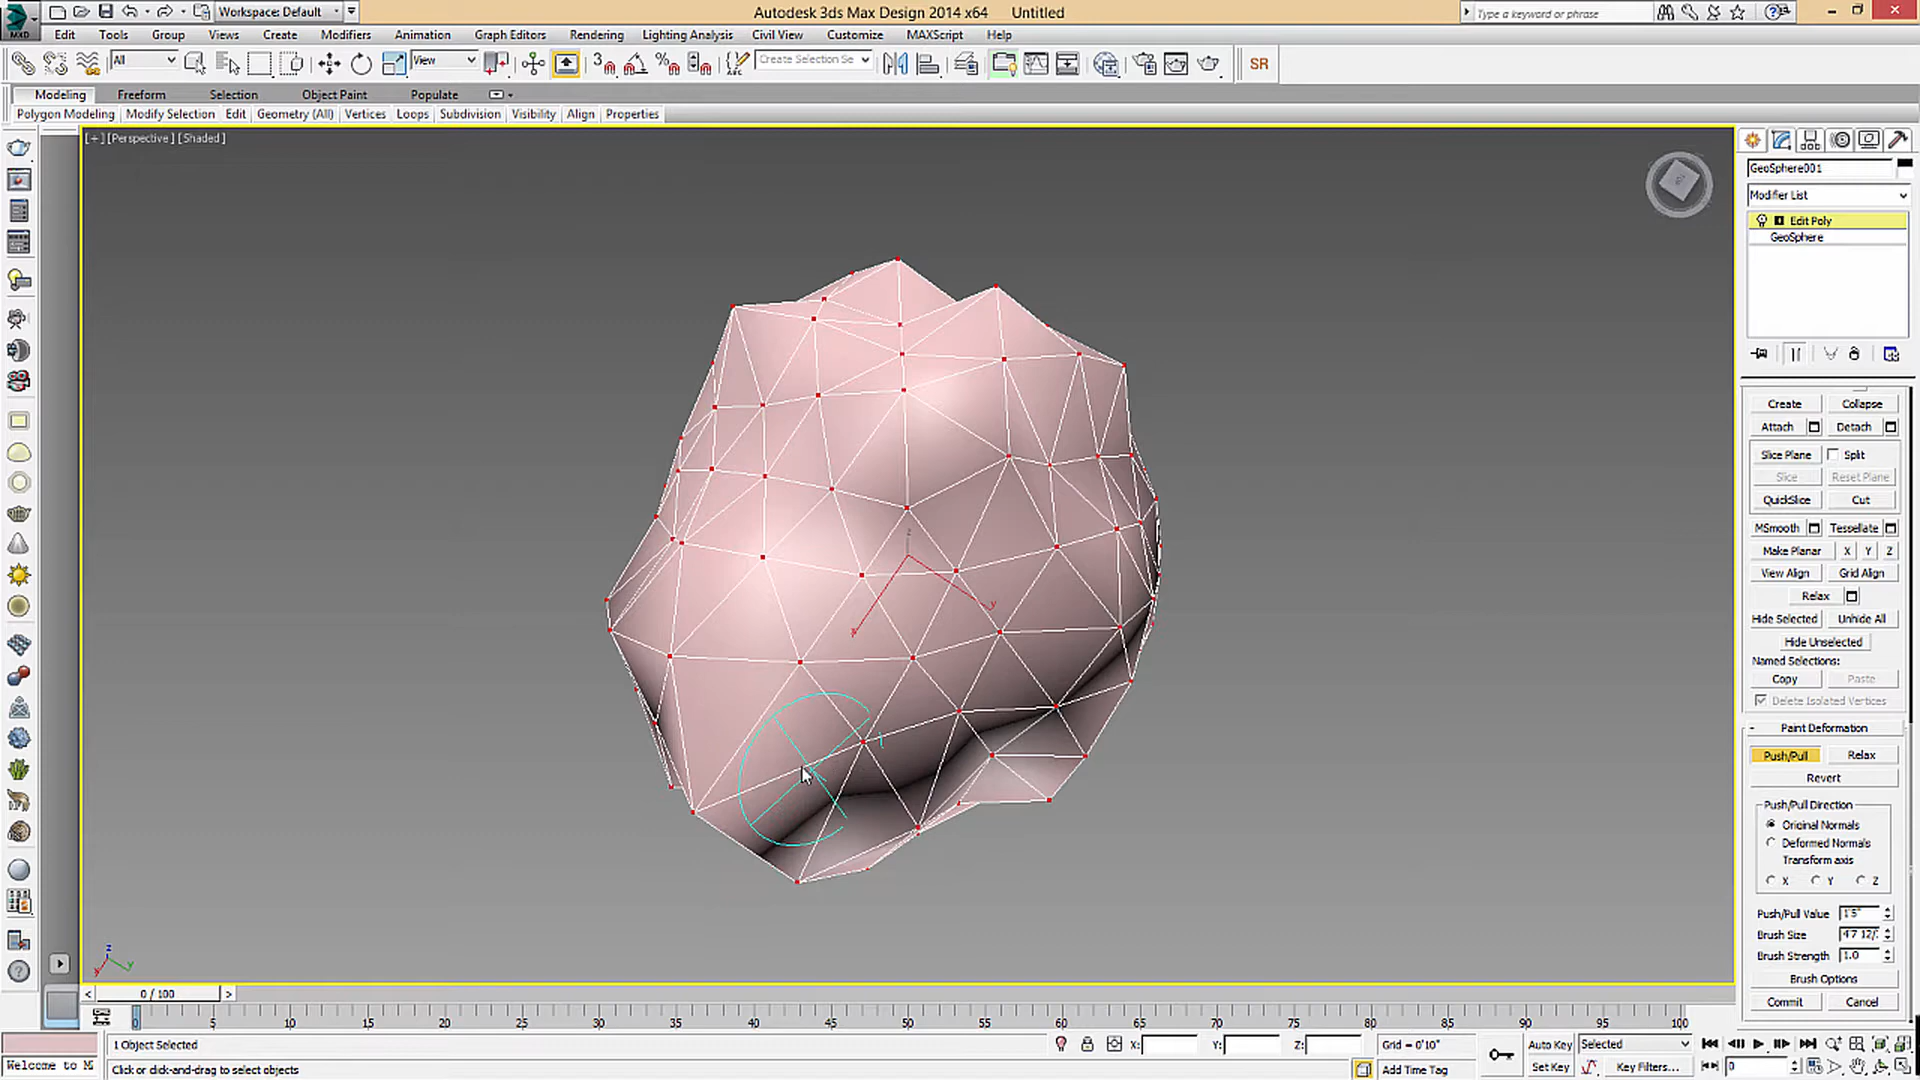 Workspace: Default
Autodesk 3ds Max Design 2014 x64 Untitled
Type a keyword or phrase
MXD
Edit Tools Group Views Create Modifiers Animation Graph Editors Rendering Lighting Analysis Civil View Customize MAXScript Help
All View 3 Create Selection Se SR
Modeling Freeform Selection Object Paint Populate
Polygon Modeling Modify Selection Edit Geometry (All) Vertices Loops Subdivision Visibility Align Properties
[+] [Perspective] [Shaded]
GeoSphere001
Modifier List
Edit Poly
GeoSphere
Create Collapse
Attach Detach
Slice Plane Split
Slice Reset Plane
QuickSlice Cut
MSmooth Tessellate
Make Planar X Y Z
View Align Grid Align
Relax
Hide Selected Unhide All
Hide Unselected
Named Selections:
Copy Paste
Delete Isolated Vertices
- Paint Deformation
Push/Pull Relax
Revert
Push/Pull Direction
Original Normals
Deformed Normals
Transform axis
X Y Z
Push/Pull Value 1'5"
Brush Size 4'7 12/
Brush Strength 1.0
Brush Options
Commit Cancel
z
y
x
z
x y
< 0 / 100 >
0 5 10 15 20 25 30 35 40 45 50 55 60 65 70 75 80 85 90 95 100
1 Object Selected X: Y: Z: Grid = 0'10" Auto Key Selected
Welcome to M Click or click-and-drag to select objects Add Time Tag Set Key Key Filters... 0